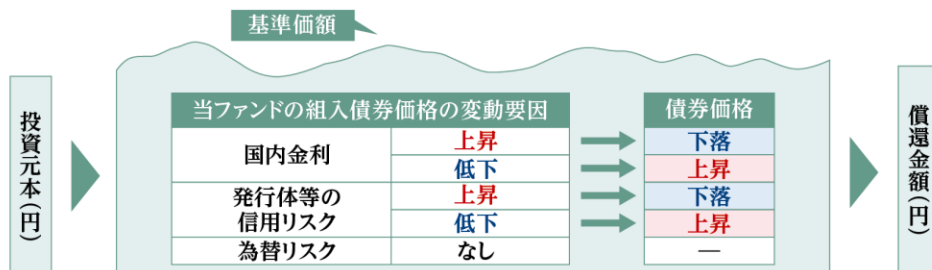 基準価額
投資元本(円)
当ファンドの組入債券価格の変動要因
債券価格
国内金利
上昇
下落
低下
上昇
発行体等の
信用リスク
上昇
下落
低下
上昇
為替リスク
なし
―
償還金額(円)